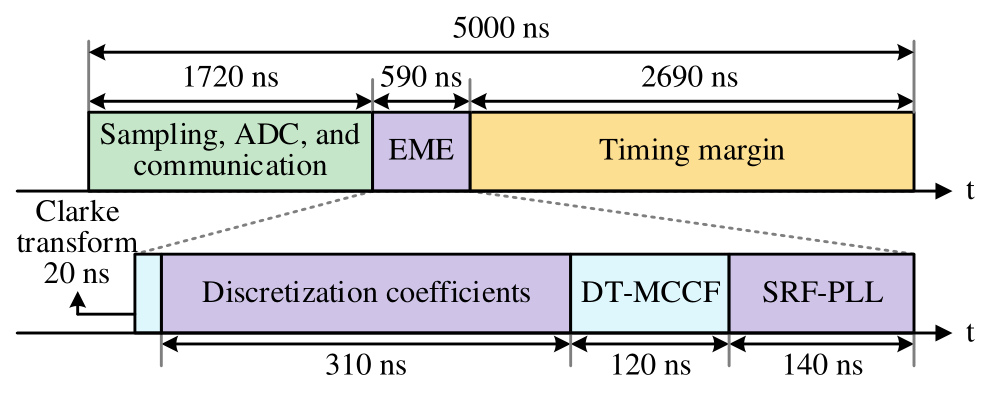 5000 ns
1720 ns
590 ns
2690 ns
Sampling, ADC, and
communication
EME
Timing margin
t
Clarke
transform
20 ns
Discretization coefficients
DT-MCCF
SRF-PLL
t
310 ns
120 ns
140 ns